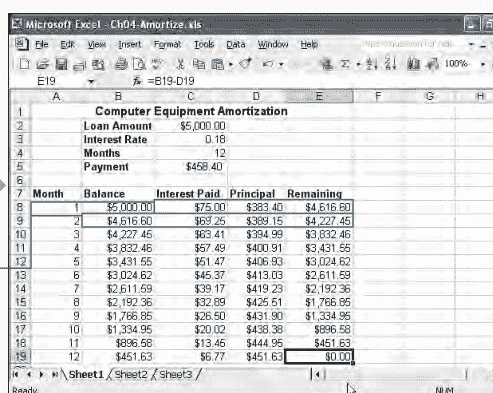 Microsoft Excel - Ch04-Amortize.xls
File Edit View Insert Format Tools Data Window Help
100%
E19 fx =B19-D19
A B C D E F G H
1 Computer Equipment Amortization
2 Loan Amount $5,000.00
3 Interest Rate 0.18
4 Months 12
5 Payment $458.40
6
7 Month Balance Interest Paid Principal Remaining
8 1 $5,000.00 $75.00 $383.40 $4,616.60
9 2 $4,616.60 $69.25 $389.15 $4,227.45
10 3 $4,227.45 $63.41 $394.99 $3,832.46
11 4 $3,832.46 $57.49 $400.91 $3,431.55
12 5 $3,431.55 $51.47 $406.93 $3,024.62
13 6 $3,024.62 $45.37 $413.03 $2,611.59
14 7 $2,611.59 $39.17 $419.23 $2,192.36
15 8 $2,192.36 $32.89 $425.51 $1,766.85
16 9 $1,766.85 $26.50 $431.90 $1,334.95
17 10 $1,334.95 $20.02 $438.38 $896.58
18 11 $896.58 $13.45 $444.95 $451.63
19 12 $451.63 $6.77 $451.63 $0.00
Sheet1 / Sheet2 / Sheet3 /
Ready NUM